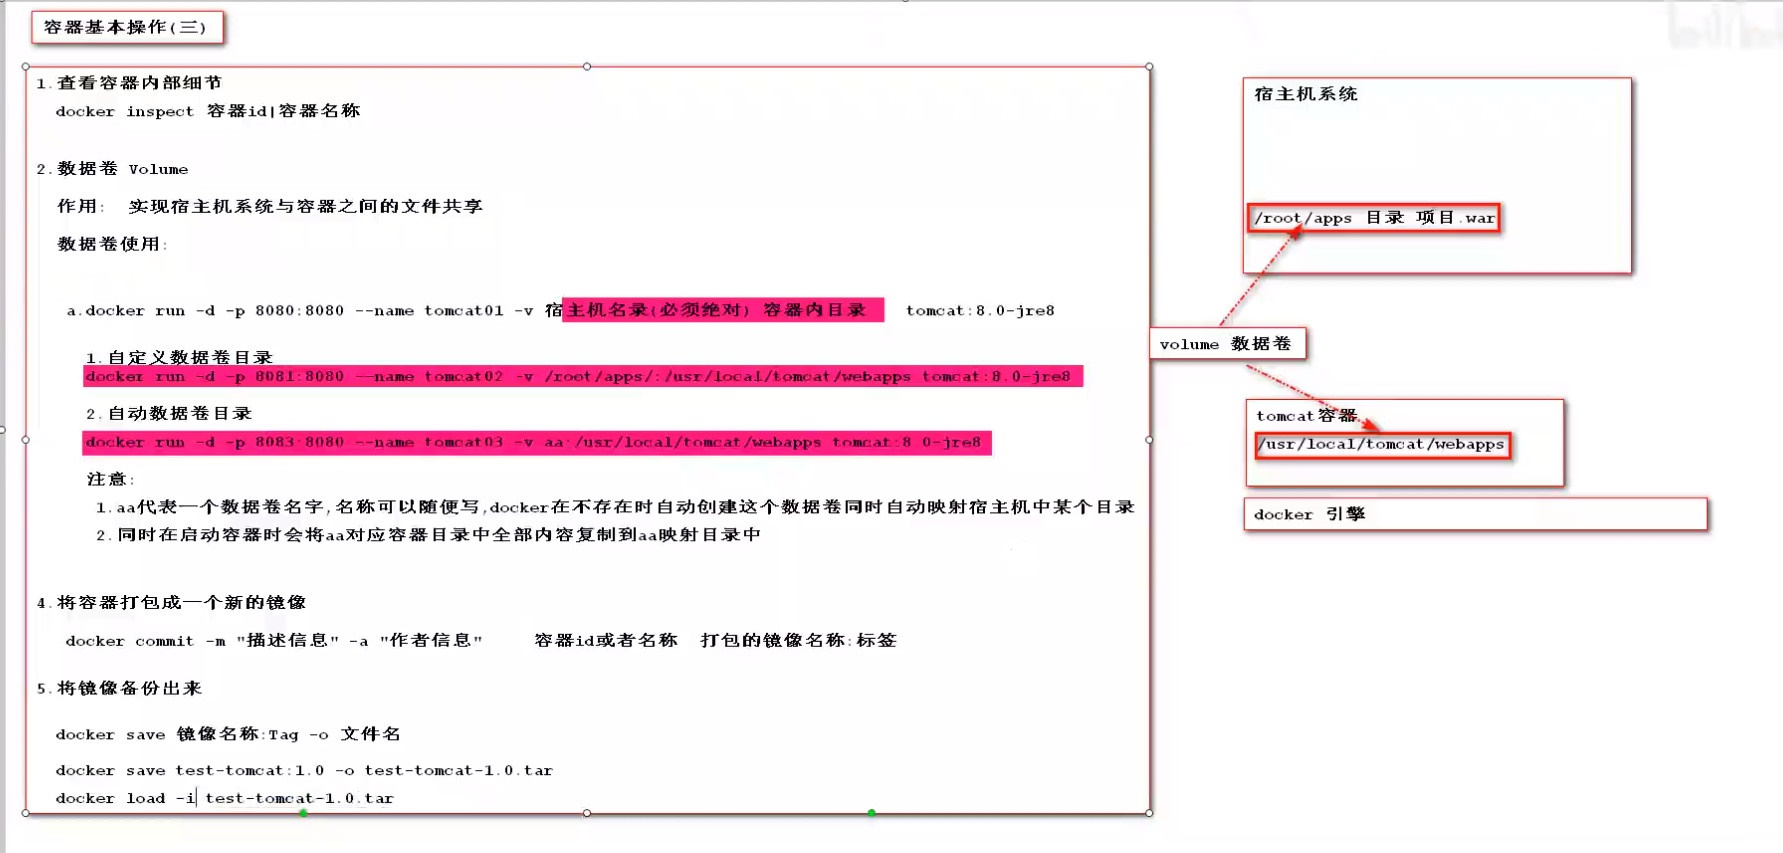 容器基本操作(三)
1.查看容器内部细节
docker inspect 容器id|容器名称
2.数据卷 Volume
作用: 实现宿主机系统与容器之间的文件共享
数据卷使用:
a.docker run -d -p 8080:8080 --name tomcat01 -v 宿主机名录(必须绝对) 容器内目录 tomcat:8.0-jre8
1.自定义数据卷目录
docker run -d -p 8081:8080 --name tomcat02 -v /root/apps/:/usr/local/tomcat/webapps tomcat:8.0-jre8
2.自动数据卷目录
docker run -d -p 8083:8080 --name tomcat03 -v aa:/usr/local/tomcat/webapps tomcat:8.0-jre8
注意:
1.aa代表一个数据卷名字,名称可以随便写,docker在不存在时自动创建这个数据卷同时自动映射宿主机中某个目录
2.同时在启动容器时会将aa对应容器目录中全部内容复制到aa映射目录中
4.将容器打包成一个新的镜像
docker commit -m "描述信息" -a "作者信息" 容器id或者名称 打包的镜像名称:标签
5.将镜像备份出来
docker save 镜像名称:Tag -o 文件名
docker save test-tomcat:1.0 -o test-tomcat-1.0.tar
docker load -i test-tomcat-1.0.tar
宿主机系统
/root/apps 目录 项目.war
volume 数据卷
tomcat容器
/usr/local/tomcat/webapps
docker 引擎